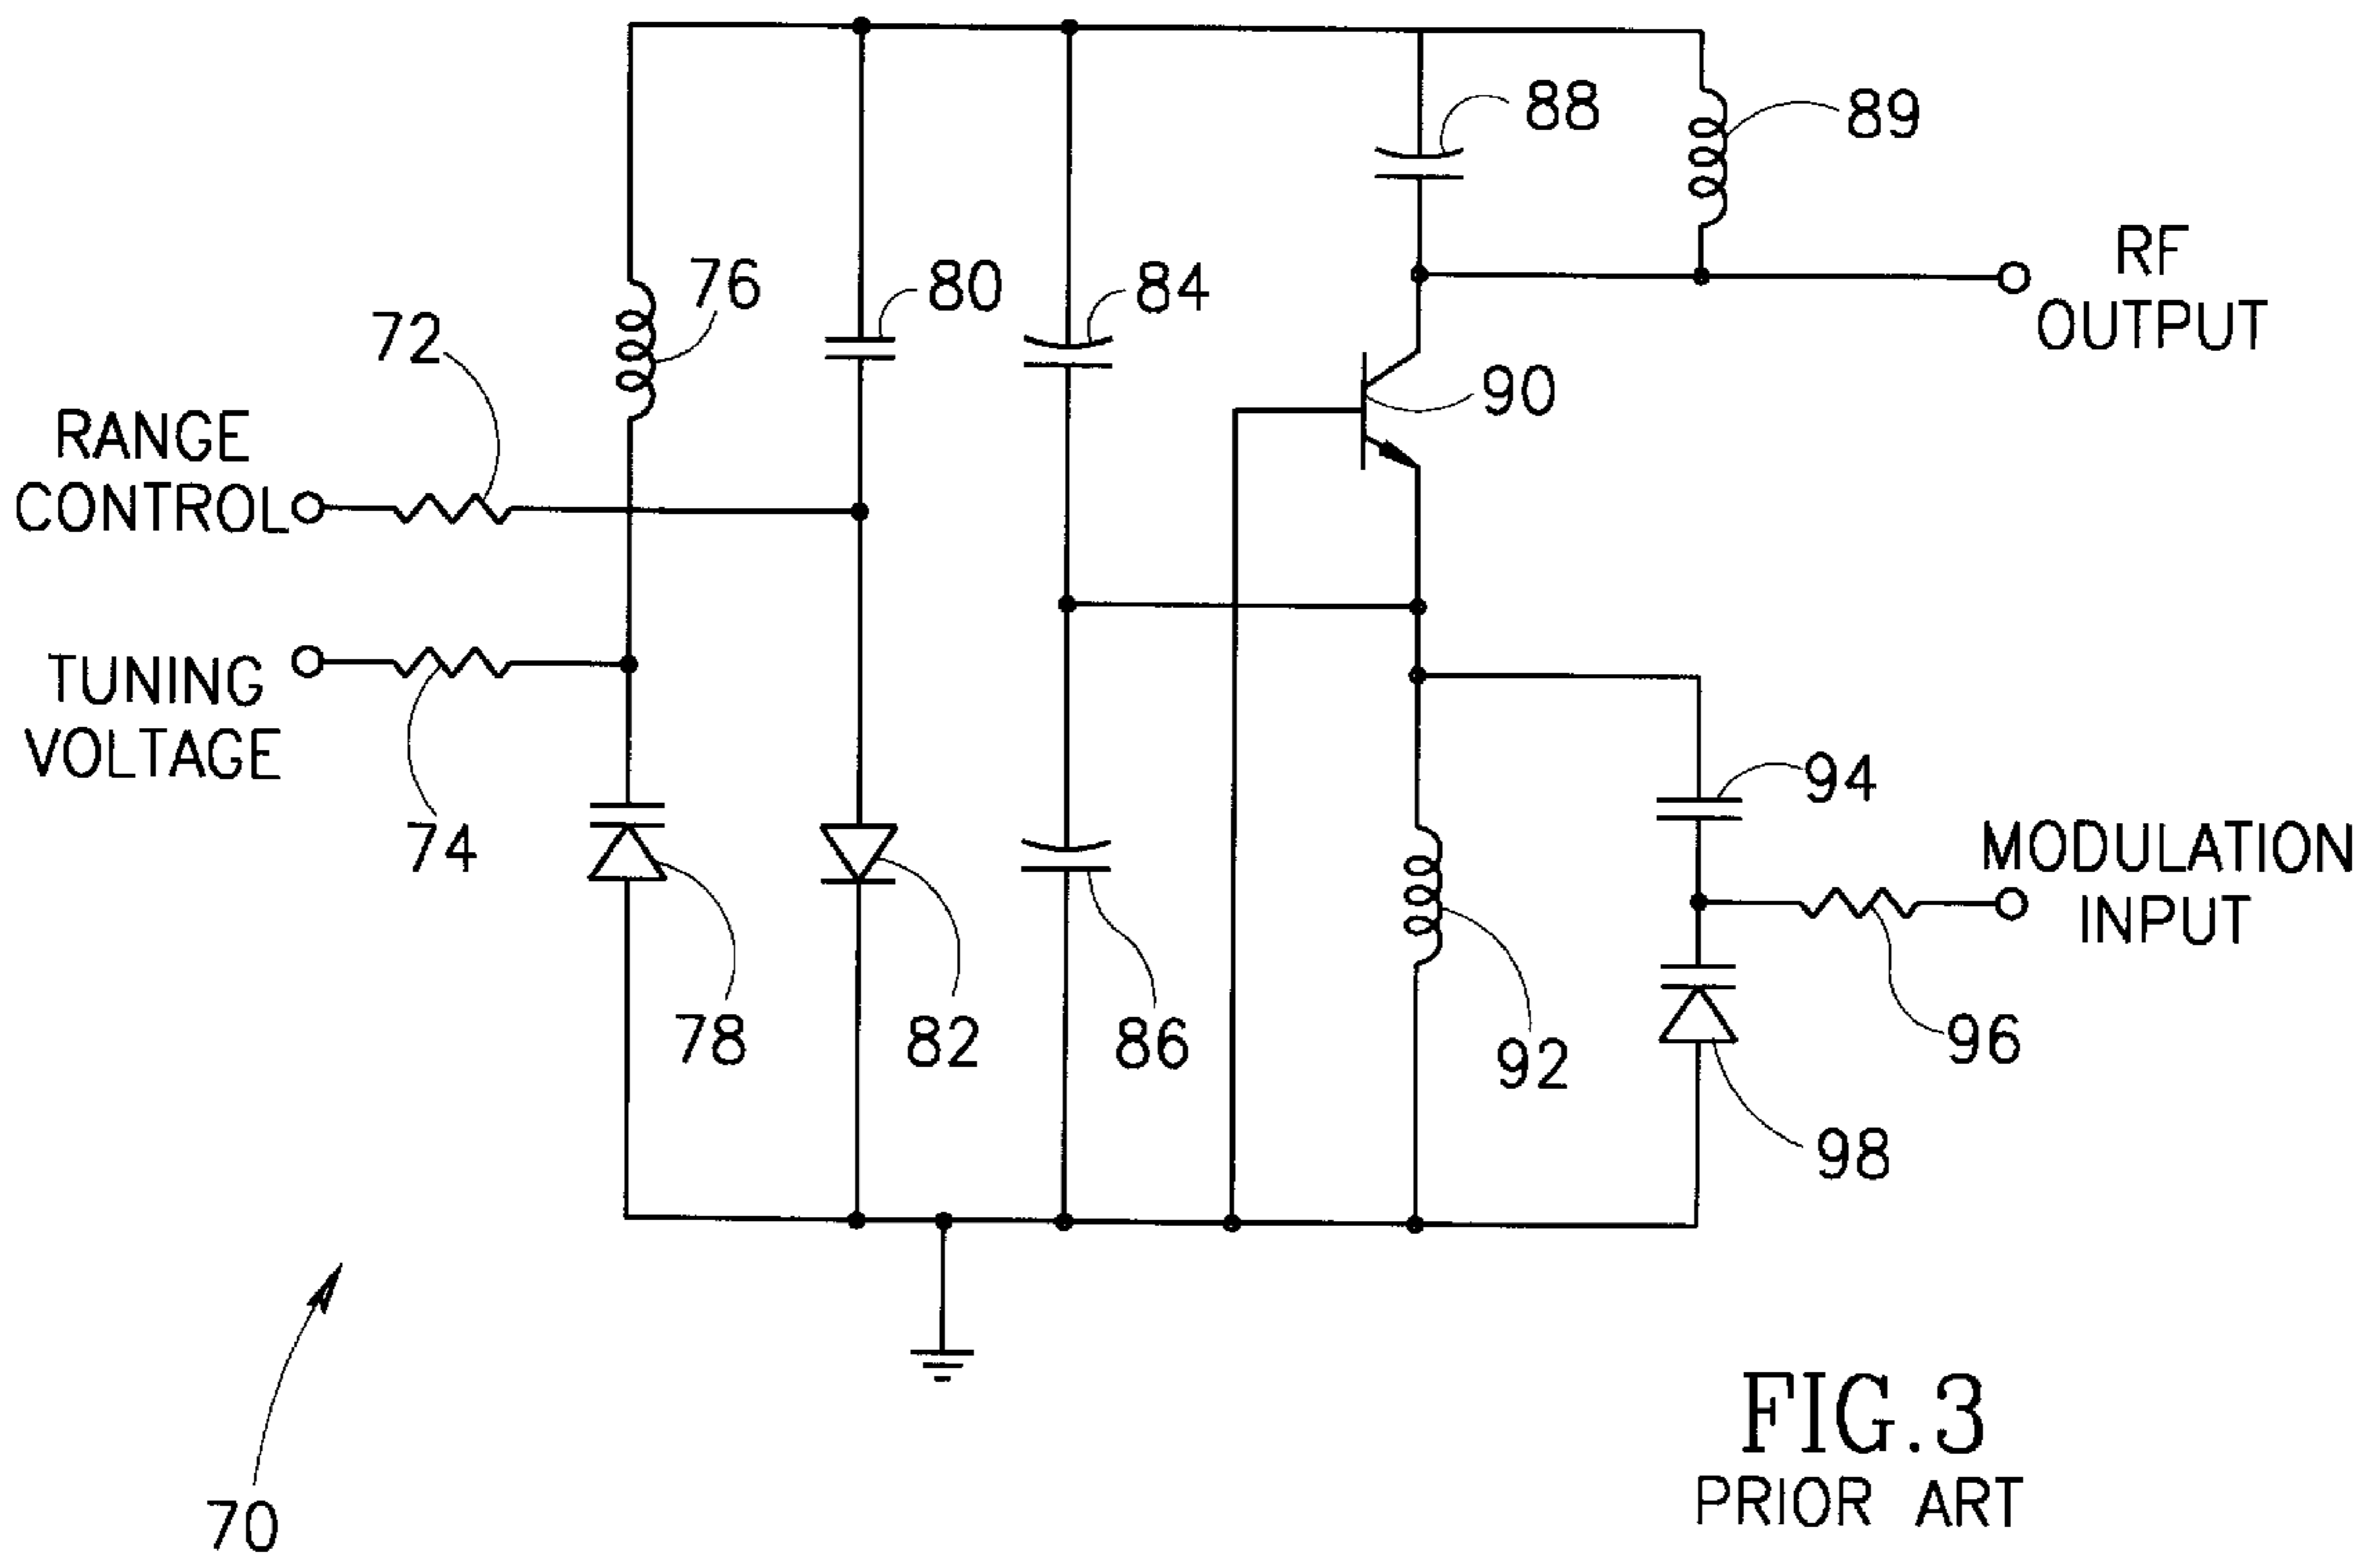 88
89
RF
OUTPUT
76
80
84
72
90
RANGE
CONTROL
TUNING
VOLTAGE
74
94
MODULATION
INPUT
78
82
86
92
96
98
70
FIG.3
PRIOR ART